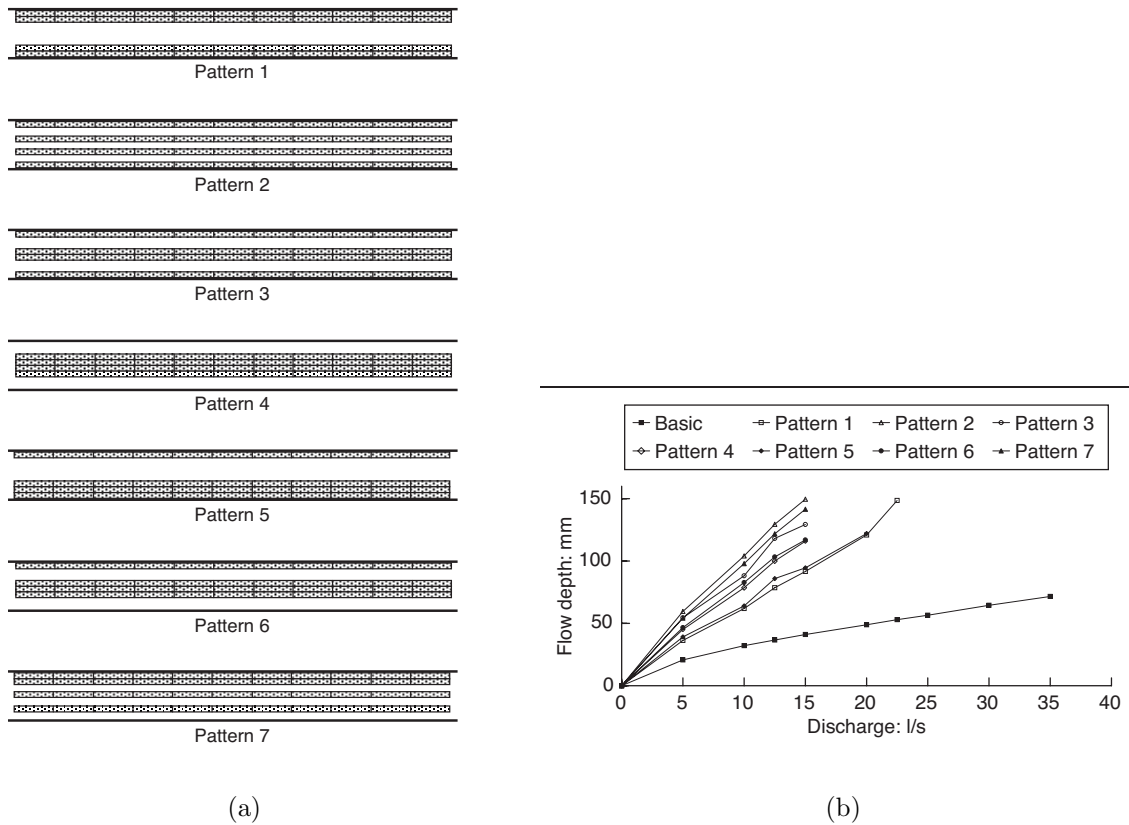 Pattern 1
Pattern 2
Pattern 3
Pattern 4
Pattern 5
Pattern 6
Pattern 7
(a)
Basic Pattern 1 Pattern 2 Pattern 3
Pattern 4 Pattern 5 Pattern 6 Pattern 7
150
100
50
0
Flow depth: mm
0 5 10 15 20 25 30 35 40
Discharge: l/s
(b)